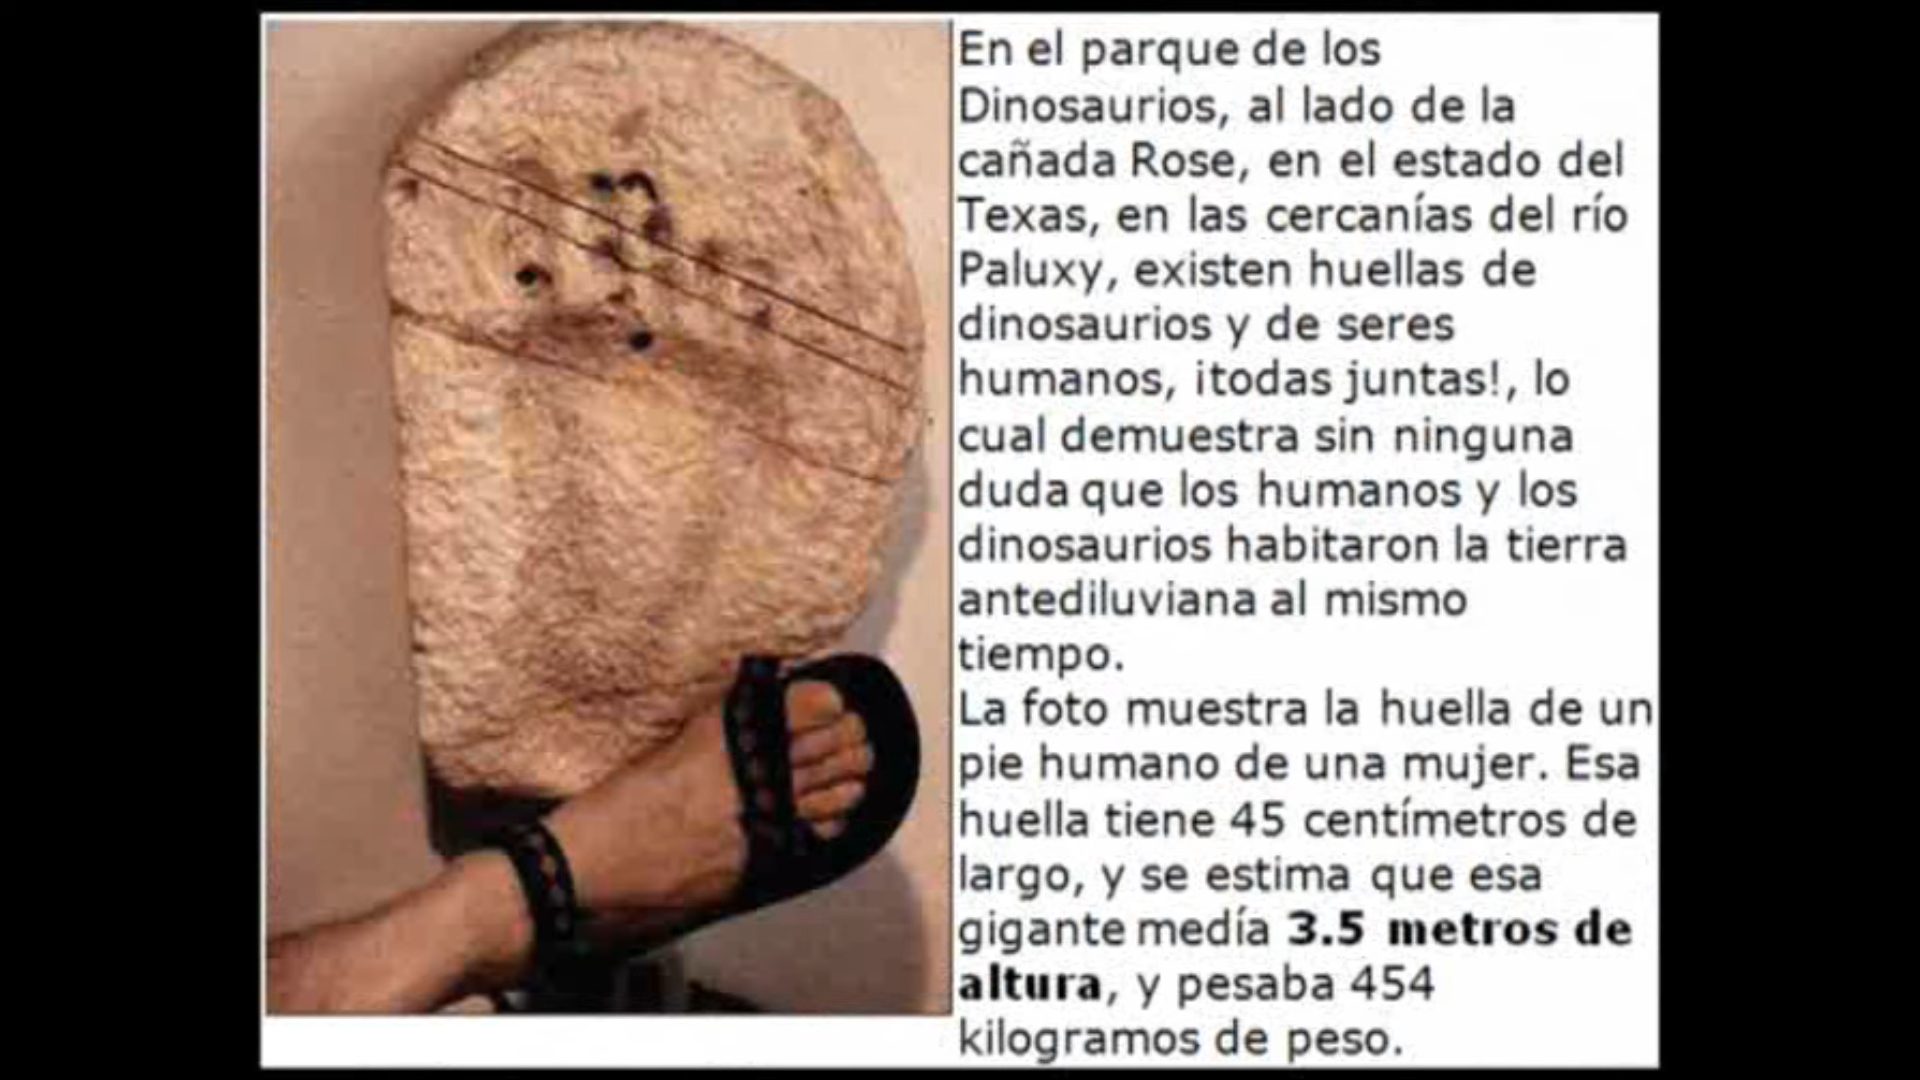 En el parque de los
Dinosaurios, al lado de la
cañada Rose, en el estado del
Texas, en las cercanías del río
Paluxy, existen huellas de
dinosaurios y de seres
humanos, ¡todas juntas!, lo
cual demuestra sin ninguna
duda que los humanos y los
dinosaurios habitaron la tierra
antediluviana al mismo
tiempo.
La foto muestra la huella de un
pie humano de una mujer. Esa
huella tiene 45 centímetros de
largo, y se estima que esa
gigante medía 3.5 metros de
altura, y pesaba 454
kilogramos de peso.